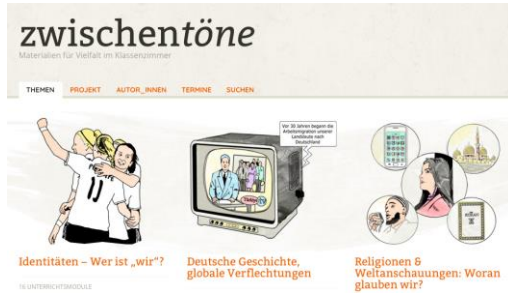 zwischentöne
Materialien für Vielfalt im Klassenzimmer
THEMEN PROJEKT AUTOR_INNEN TERMINE SUCHEN
11
Vor 30 Jahren begann die
Arbeitsmigration unserer
Landsleute nach
Deutschland
Identitäten – Wer ist „wir“?
16 UNTERRICHTSMODULE
Deutsche Geschichte,
globale Verflechtungen
Religionen &
Weltanschauungen: Woran
glauben wir?